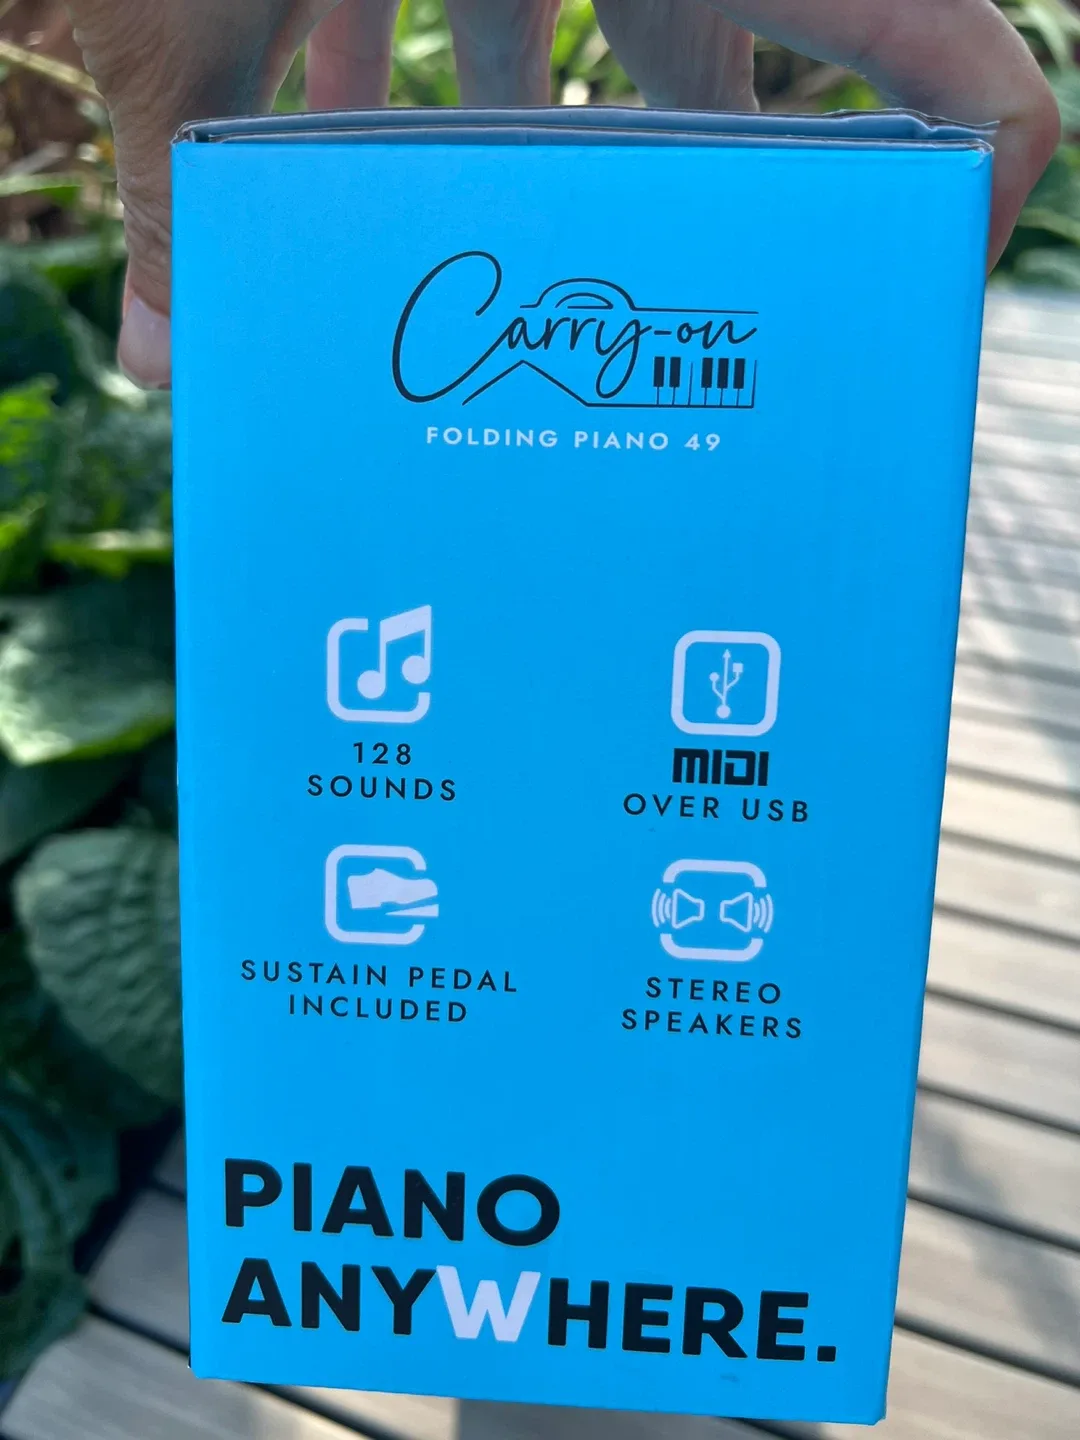 Carry-on
FOLDING PIANO 49
128
SOUNDS
MIDI
OVER USB
SUSTAIN PEDAL
INCLUDED
STEREO
SPEAKERS
PIANO
ANYWHERE.